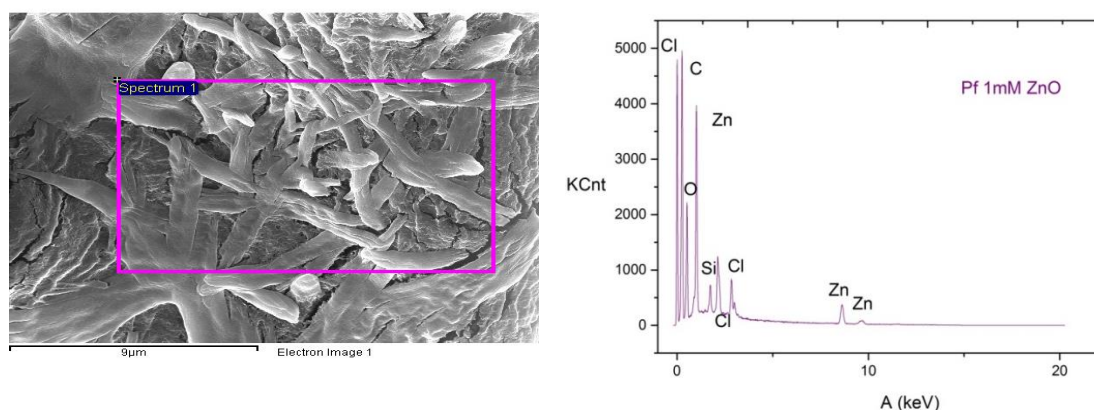 Spectrum 1
9µm
Electron Image 1
5000
4000
3000
2000
1000
0
KCnt
Cl
C
Zn
O
Si
Cl
Cl
Zn
Zn
Pf 1mM ZnO
0
10
20
A (keV)